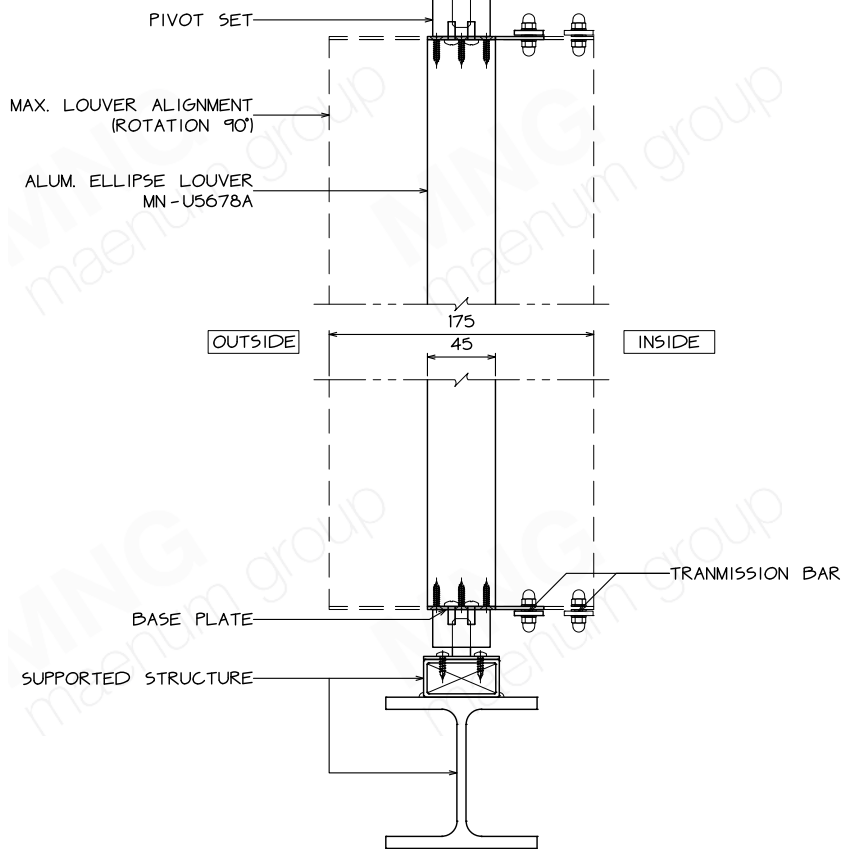 PIVOT SET
MAX. LOUVER ALIGNMENT
(ROTATION 90°)
ALUM. ELLIPSE LOUVER
MN-U5678A
175
OUTSIDE
45
INSIDE
TRANMISSION BAR
BASE PLATE
SUPPORTED STRUCTURE
MNG
maenum group
MNG
maenum group
MNG
maenum group
MNG
maenum group